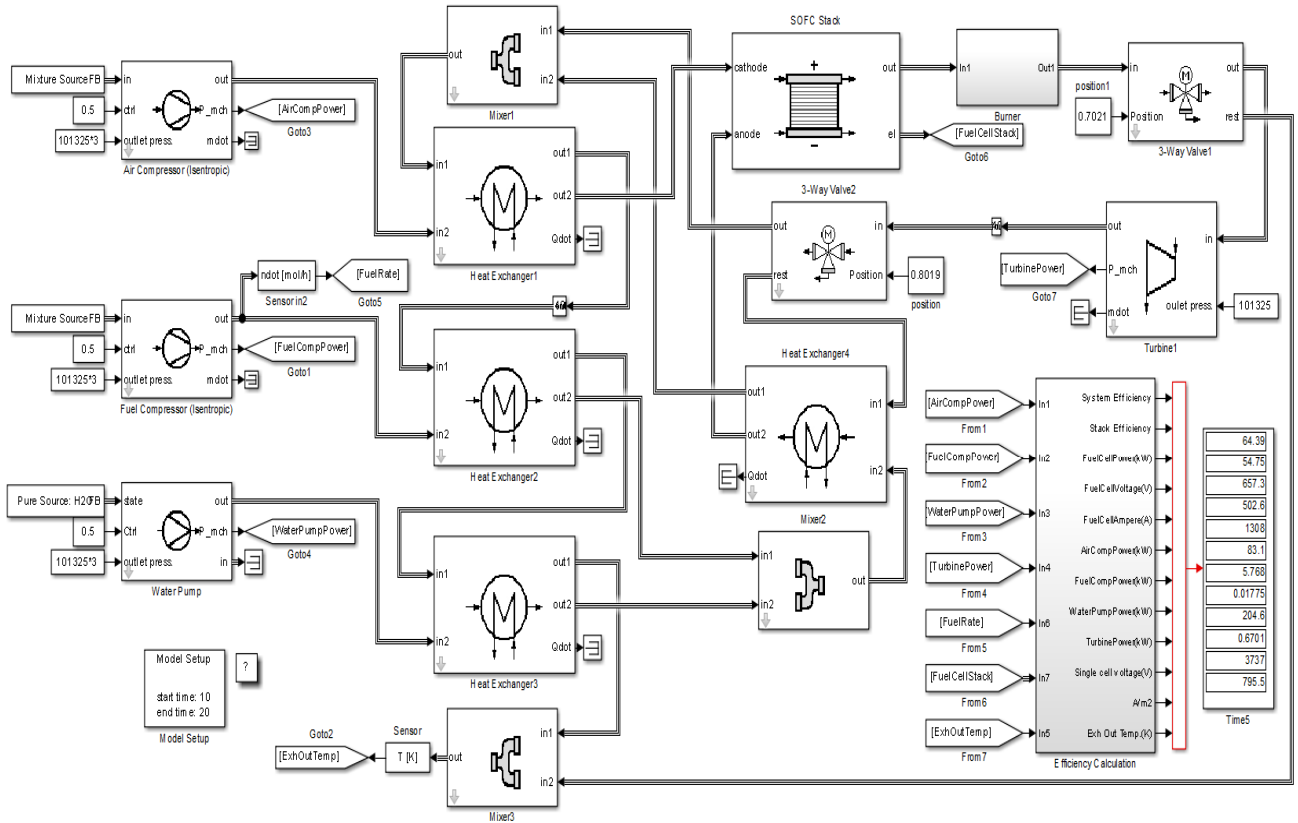 Mixture Source FB
0.5
101325*3
in
ctrl
outlet press.
out
P_mch
mdot
Air Compressor (Isentropic)
[AirCompPower]
Goto3
out
in1
in2
Mixer1
in1
in2
out1
out2
Qdot
Heat Exchanger1
SOFC Stack
cathode
anode
+
-
out
el
[FuelCellStack]
Goto6
In1
Out1
Burner
position1
0.7021
in
Position
out
rest
M
3-Way Valve1
3-Way Valve2
out
rest
M
in
Position
0.8019
position
out
P_mch
mdot
in
oulet press.
101325
Turbine1
[TurbinePower]
Goto7
ndot [mol/h]
Sensor in2
[FuelRate]
Goto5
Mixture Source FB
0.5
101325*3
in
ctrl
outlet press.
out
P_mch
mdot
Fuel Compressor (Isentropic)
[FuelCompPower]
Goto1
in1
in2
out1
out2
Qdot
Heat Exchanger2
Heat Exchanger4
out1
out2
Qdot
in1
in2
Pure Source: H2O FB
0.5
101325*3
state
Ctrl
outlet press.
out
P_mch
in
Water Pump
[WaterPumpPower]
Goto4
in1
in2
out1
out2
Qdot
Heat Exchanger3
Mixer2
in1
in2
out
Model Setup
start time: 10
end time: 20
Model Setup
?
Goto2
[ExhOutTemp]
Sensor
T [K]
out
in1
in2
Mixer3
[AirCompPower]
From1
[FuelCompPower]
From2
[WaterPumpPower]
From3
[TurbinePower]
From4
[FuelRate]
From5
[FuelCellStack]
From6
[ExhOutTemp]
From7
In1
In2
In3
In4
In6
In7
In5
System Efficiency
Stack Efficiency
FuelCellPower(kW)
FuelCellVoltage(V)
FuelCellAmpere(A)
AirCompPower(kW)
FuelCompPower(kW)
WaterPumpPower(kW)
TurbinePower(kW)
Single cell voltage(V)
A/m2
Exh Out Temp.(K)
Efficiency Calculation
64.39
54.75
657.3
502.6
1308
83.1
5.768
0.01775
204.6
0.6701
3737
795.5
Time5